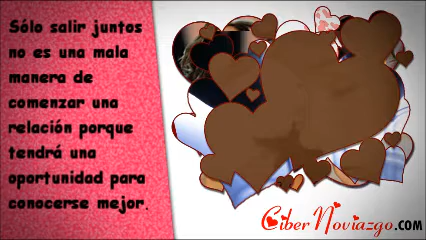 Sólo salir juntos
no es una mala
manera de
comenzar una
relación porque
tendrá una
oportunidad para
conocerse mejor.
CiberNoviazgo.COM